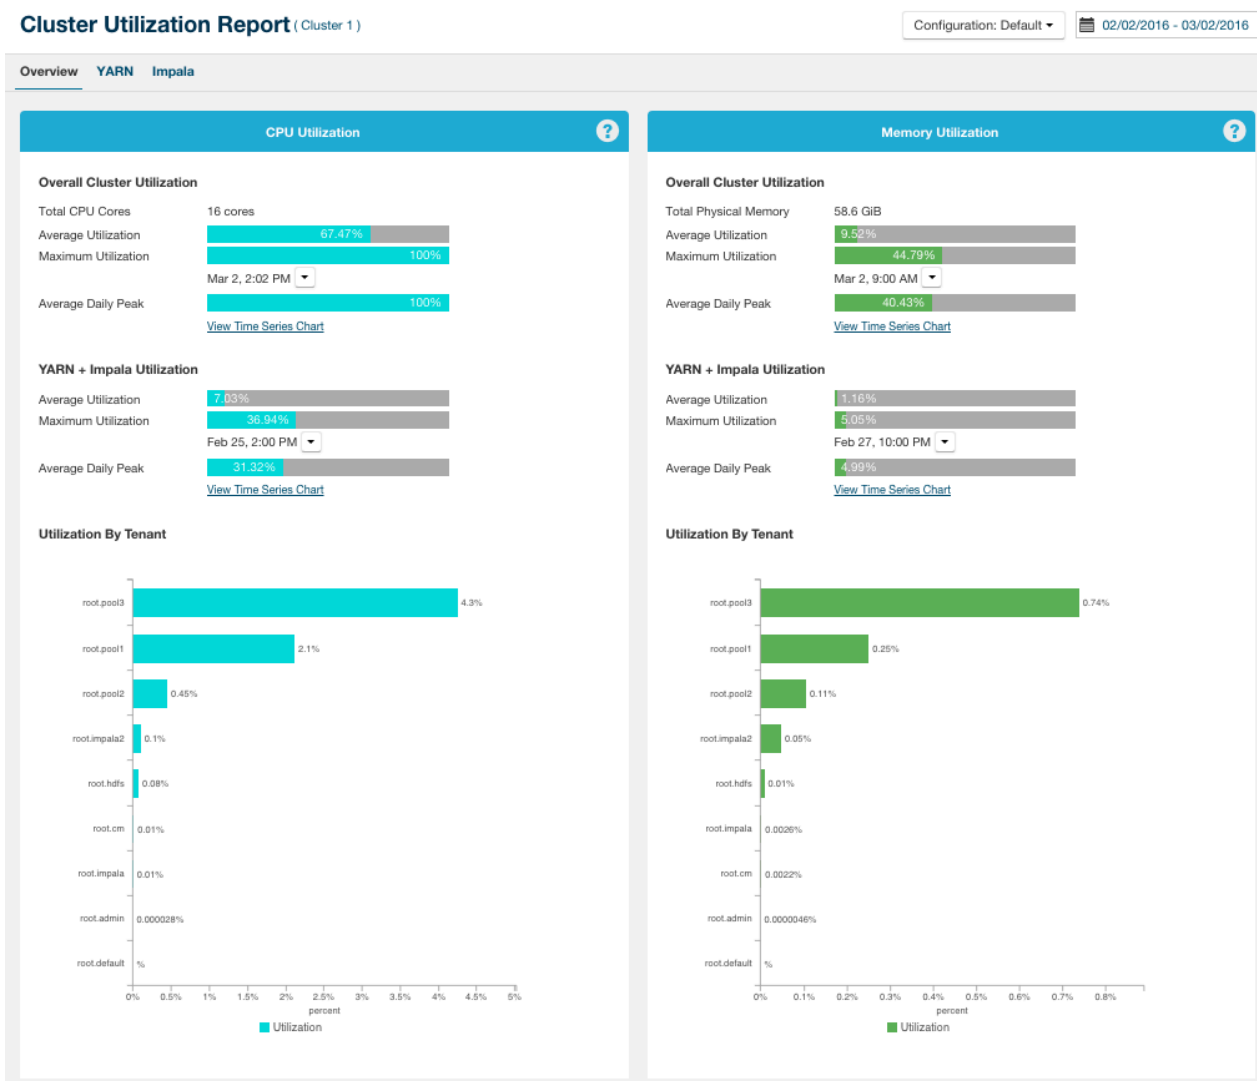 Cluster Utilization Report ( Cluster 1 )
Configuration: Default
02/02/2016 - 03/02/2016
Overview YARN Impala
CPU Utilization
?
Overall Cluster Utilization
Total CPU Cores 16 cores
Average Utilization 67.47%
Maximum Utilization 100%
Mar 2, 2:02 PM
Average Daily Peak 100%
View Time Series Chart
YARN + Impala Utilization
Average Utilization 7.03%
Maximum Utilization 36.94%
Feb 25, 2:00 PM
Average Daily Peak 31.32%
View Time Series Chart
Utilization By Tenant
root.pool3 4.3%
root.pool1 2.1%
root.pool2 0.45%
root.impala2 0.1%
root.hdfs 0.08%
root.cm 0.01%
root.impala 0.01%
root.admin 0.000028%
root.default %
0% 0.5% 1% 1.5% 2% 2.5% 3% 3.5% 4% 4.5% 5%
percent
Utilization
Memory Utilization
?
Overall Cluster Utilization
Total Physical Memory 58.6 GiB
Average Utilization 9.52%
Maximum Utilization 44.79%
Mar 2, 9:00 AM
Average Daily Peak 40.43%
View Time Series Chart
YARN + Impala Utilization
Average Utilization 1.16%
Maximum Utilization 5.05%
Feb 27, 10:00 PM
Average Daily Peak 4.99%
View Time Series Chart
Utilization By Tenant
root.pool3 0.74%
root.pool1 0.25%
root.pool2 0.11%
root.impala2 0.05%
root.hdfs 0.01%
root.impala 0.0026%
root.cm 0.0022%
root.admin 0.0000046%
root.default %
0% 0.1% 0.2% 0.3% 0.4% 0.5% 0.6% 0.7% 0.8%
percent
Utilization